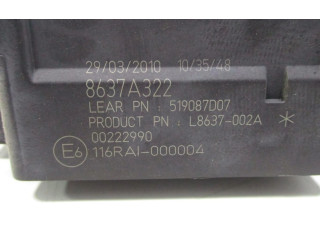 29/03/2010 10/35/48
8637A322
LEAR PN : 519087D07
PRODUCT PN : L8637-002A *
00222990
E6 116RAI-000004